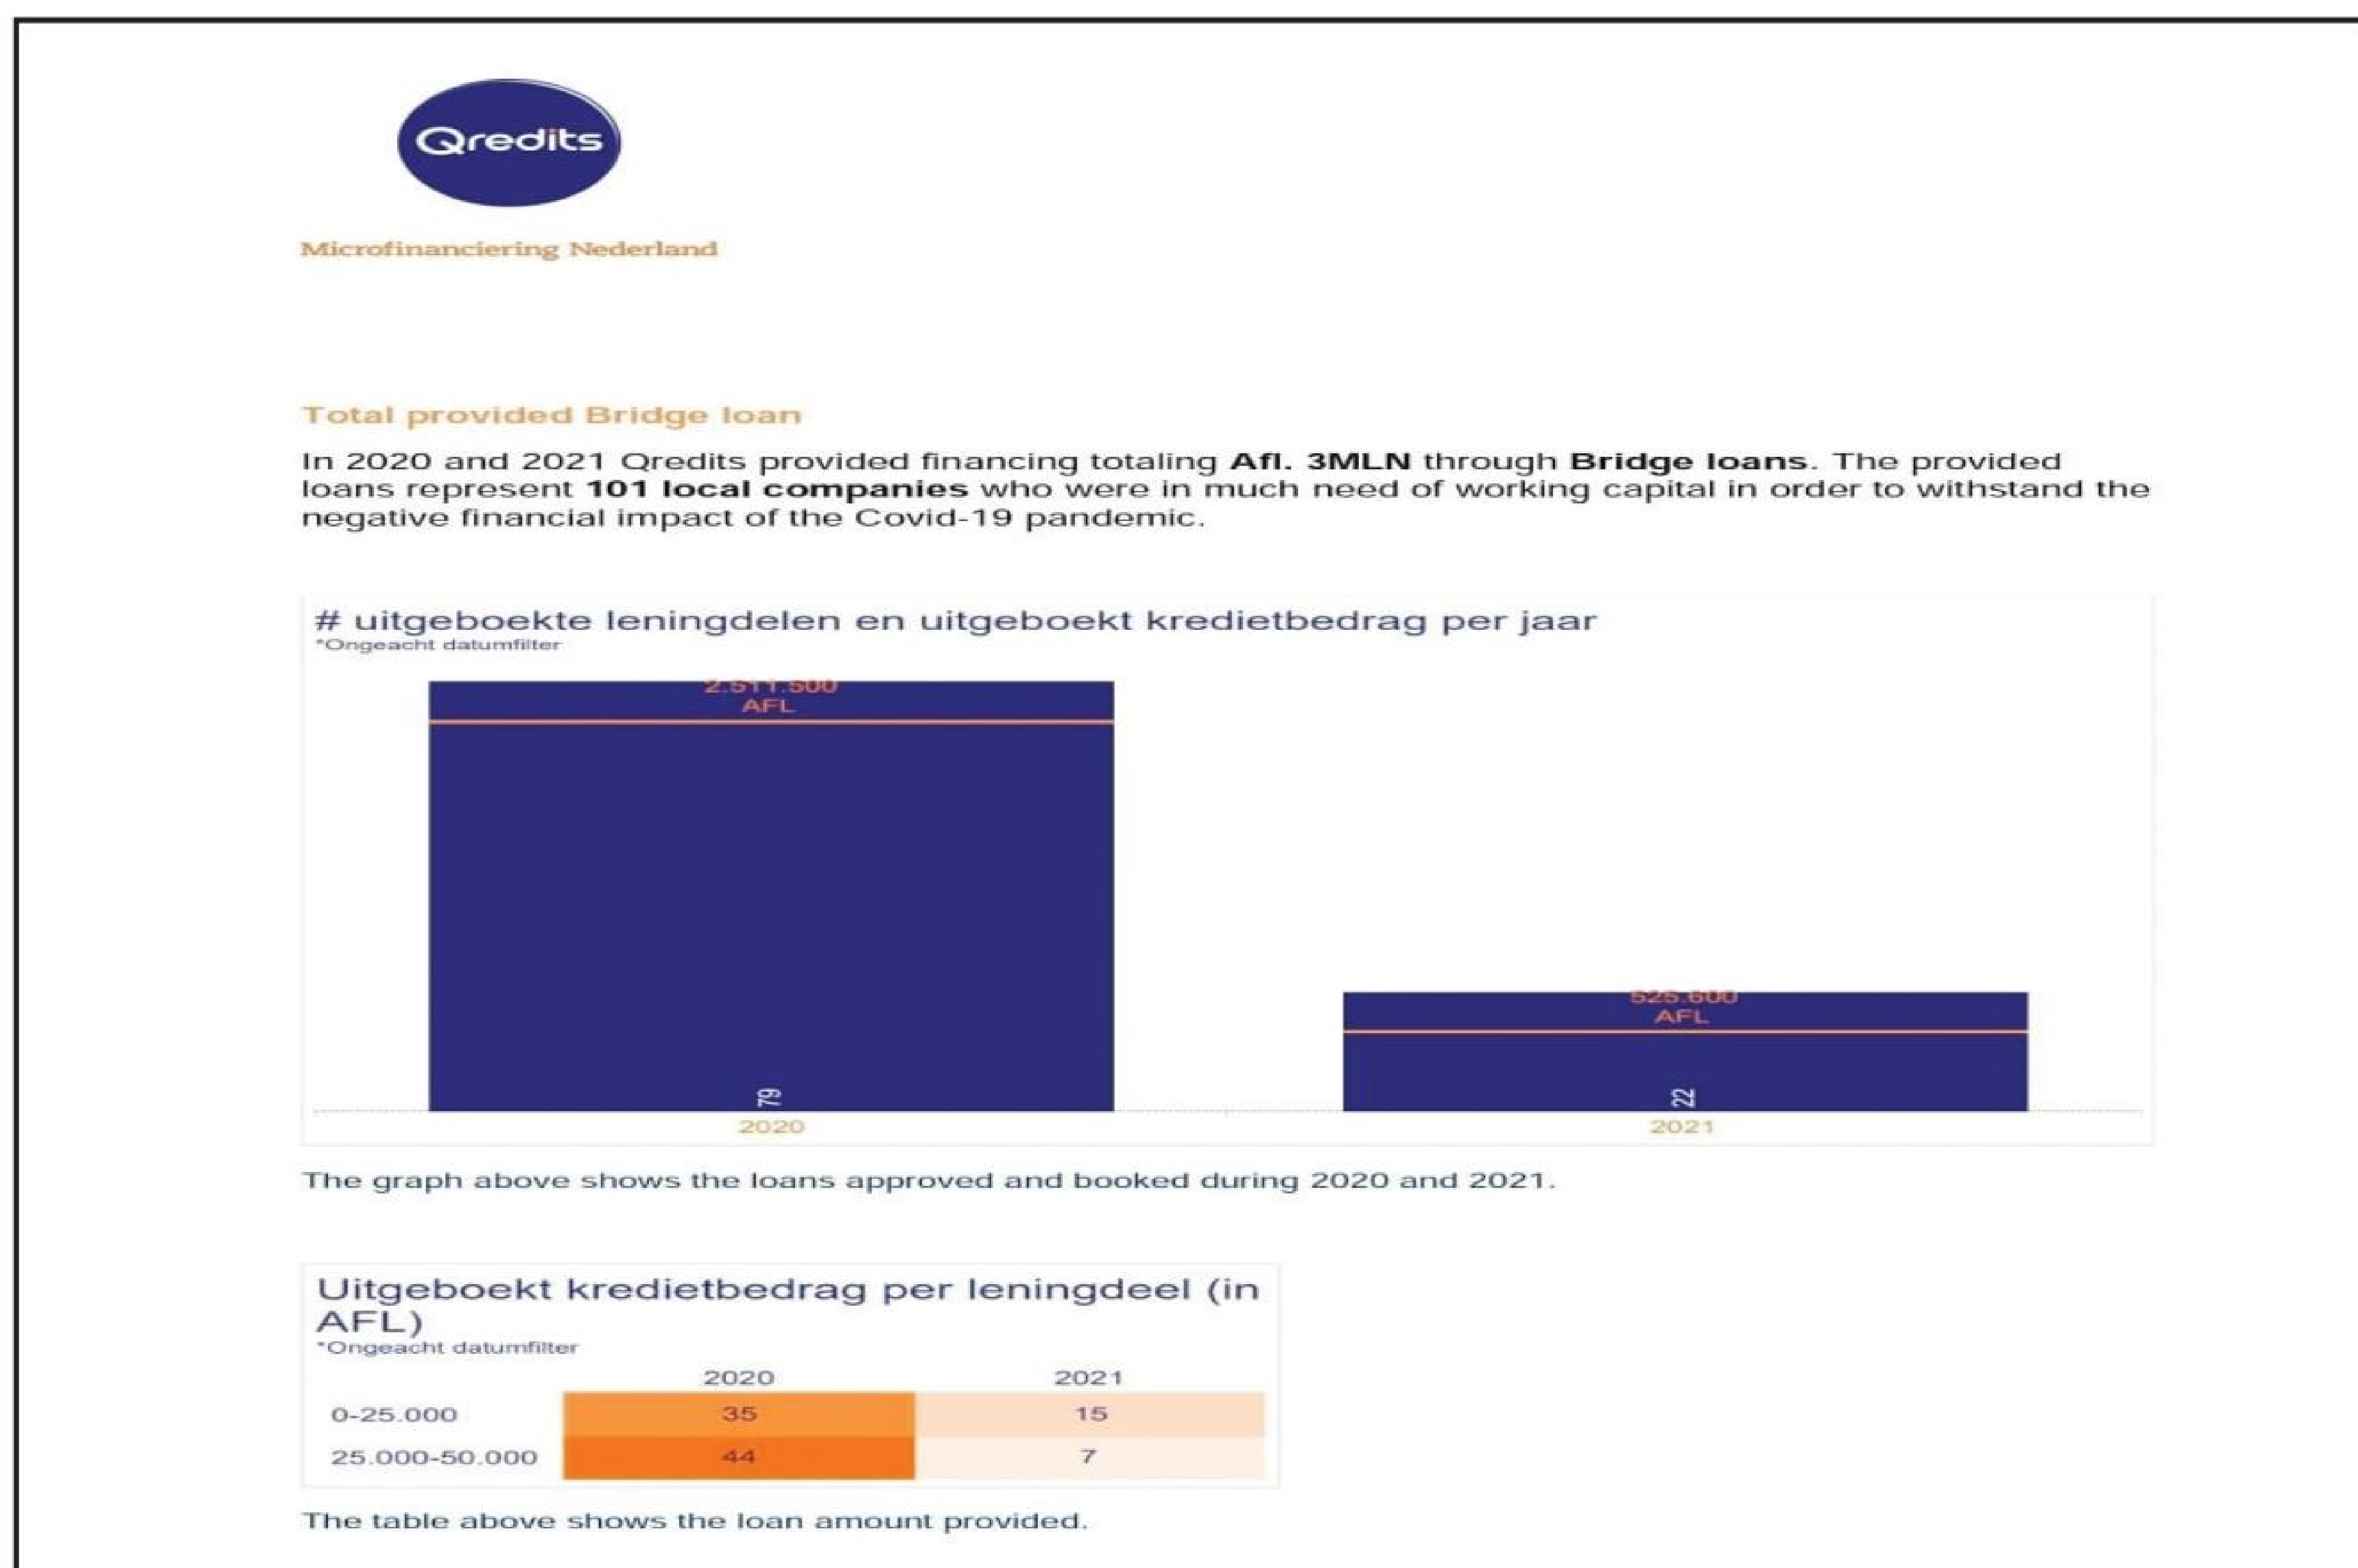 Qredits
Microfinanciering Nederland
Total provided Bridge loan
In 2020 and 2021 Qredits provided financing totaling Afl. 3MLN through Bridge loans. The provided
loans represent 101 local companies who were in much need of working capital in order to withstand the
negative financial impact of the Covid-19 pandemic.
# uitgeboekte leningdelen en uitgeboekt kredietbedrag per jaar
*Ongeacht datumfilter
2.511.500
AFL
525.600
AFL
79
22
2020
2021
The graph above shows the loans approved and booked during 2020 and 2021.
Uitgeboekt kredietbedrag per leningdeel (in
AFL)
*Ongeacht datumfilter
2020 2021
0-25.000 35 15
25.000-50.000 44 7
The table above shows the loan amount provided.